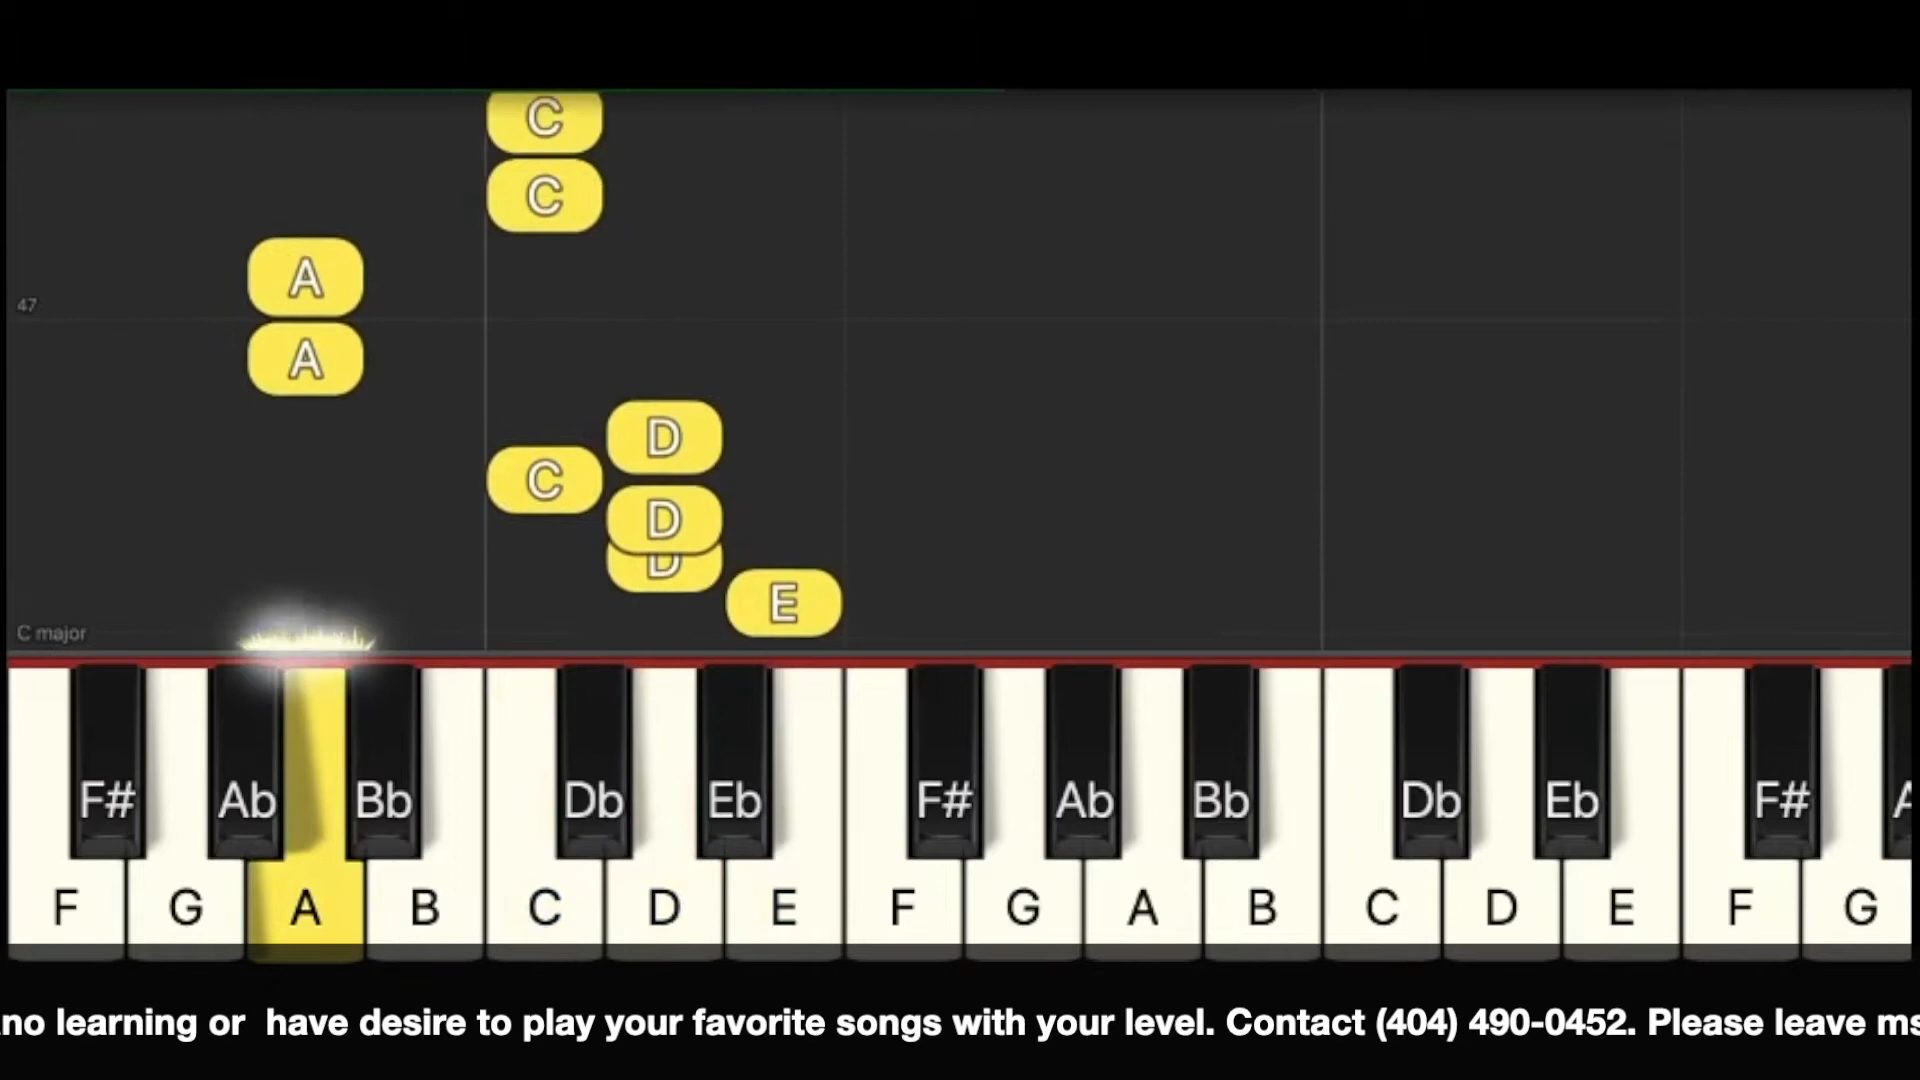 C
C
A
47
A
D
C
D
D
E
C major
F# Ab Bb Db Eb F# Ab Bb Db Eb F# A
F G A B C D E F G A B C D E F G
no learning or have desire to play your favorite songs with your level. Contact (404) 490-0452. Please leave ms